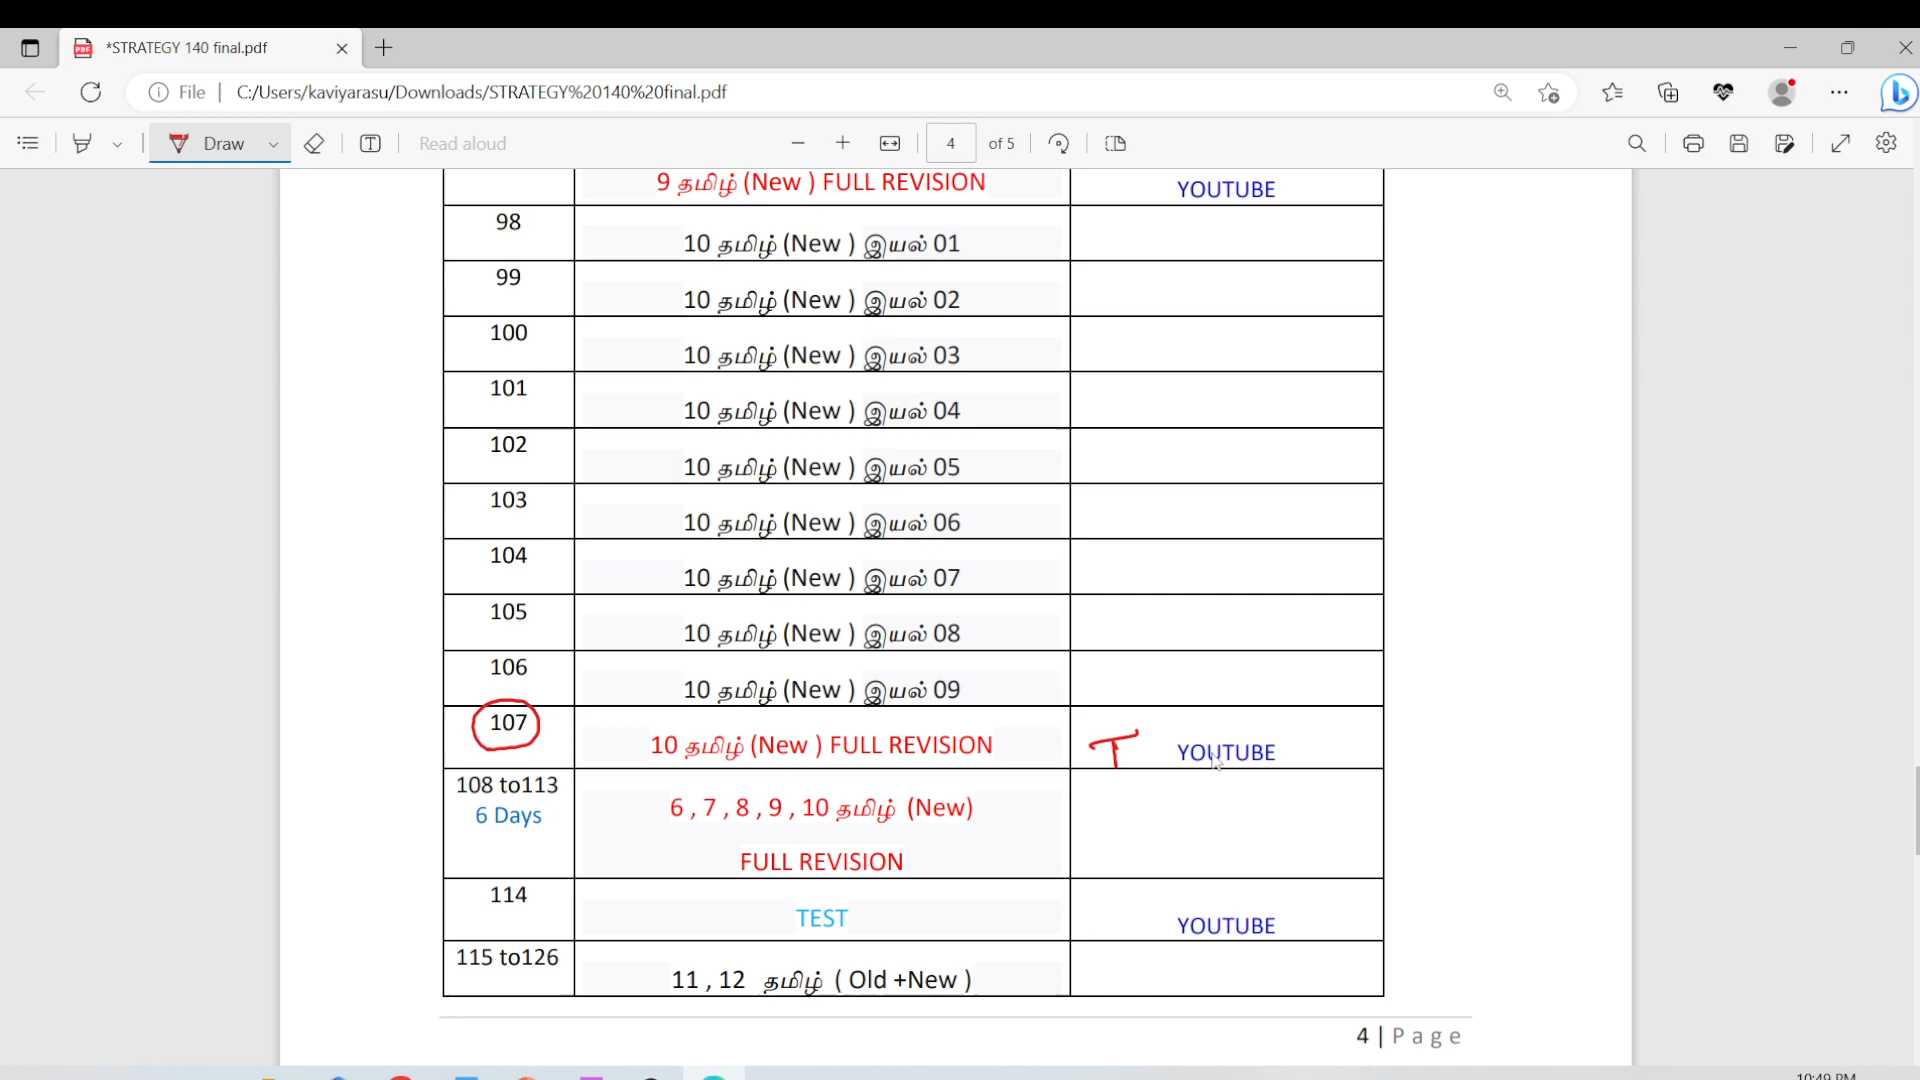 *STRATEGY 140 final.pdf
File | C:/Users/kaviyarasu/Downloads/STRATEGY%20140%20final.pdf
Draw
Read aloud
4 of 5
9 தமிழ் (New ) FULL REVISION YOUTUBE
98 10 தமிழ் (New ) இயல் 01
99 10 தமிழ் (New ) இயல் 02
100 10 தமிழ் (New ) இயல் 03
101 10 தமிழ் (New ) இயல் 04
102 10 தமிழ் (New ) இயல் 05
103 10 தமிழ் (New ) இயல் 06
104 10 தமிழ் (New ) இயல் 07
105 10 தமிழ் (New ) இயல் 08
106 10 தமிழ் (New ) இயல் 09
107 10 தமிழ் (New ) FULL REVISION T YOUTUBE
108 to113 6 , 7 , 8 , 9 , 10 தமிழ் (New)
6 Days
FULL REVISION
114 TEST YOUTUBE
115 to126 11 , 12 தமிழ் ( Old +New )
4 | P a g e
10:49 PM